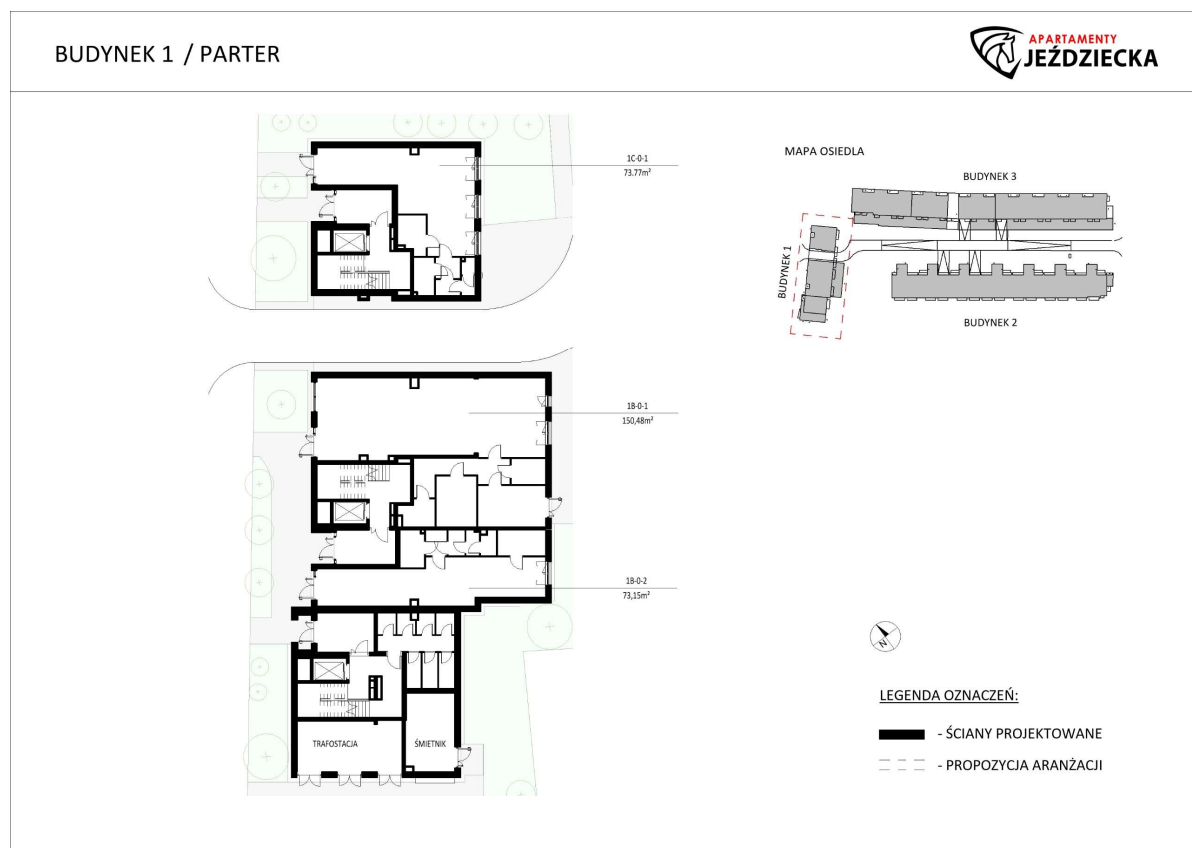 BUDYNEK 1 / PARTER
APARTAMENTY
JEŹDZIECKA
1C-0-1
73.77m²
MAPA OSIEDLA
BUDYNEK 3
BUDYNEK 1
BUDYNEK 2
1B-0-1
150,48m²
1B-0-2
73,15m²
TRAFOSTACJA
ŚMIETNIK
N
LEGENDA OZNACZEŃ:
- ŚCIANY PROJEKTOWANE
- PROPOZYCJA ARANŻACJI